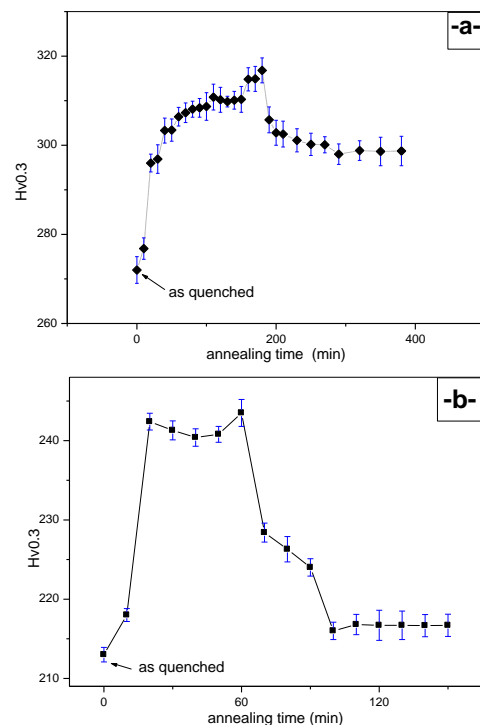 -a-
320
300
280
260
Hv0.3
as quenched
0
200
400
annealing time (min)
-b-
240
230
220
210
Hv0.3
as quenched
0
60
120
annealing time (min)